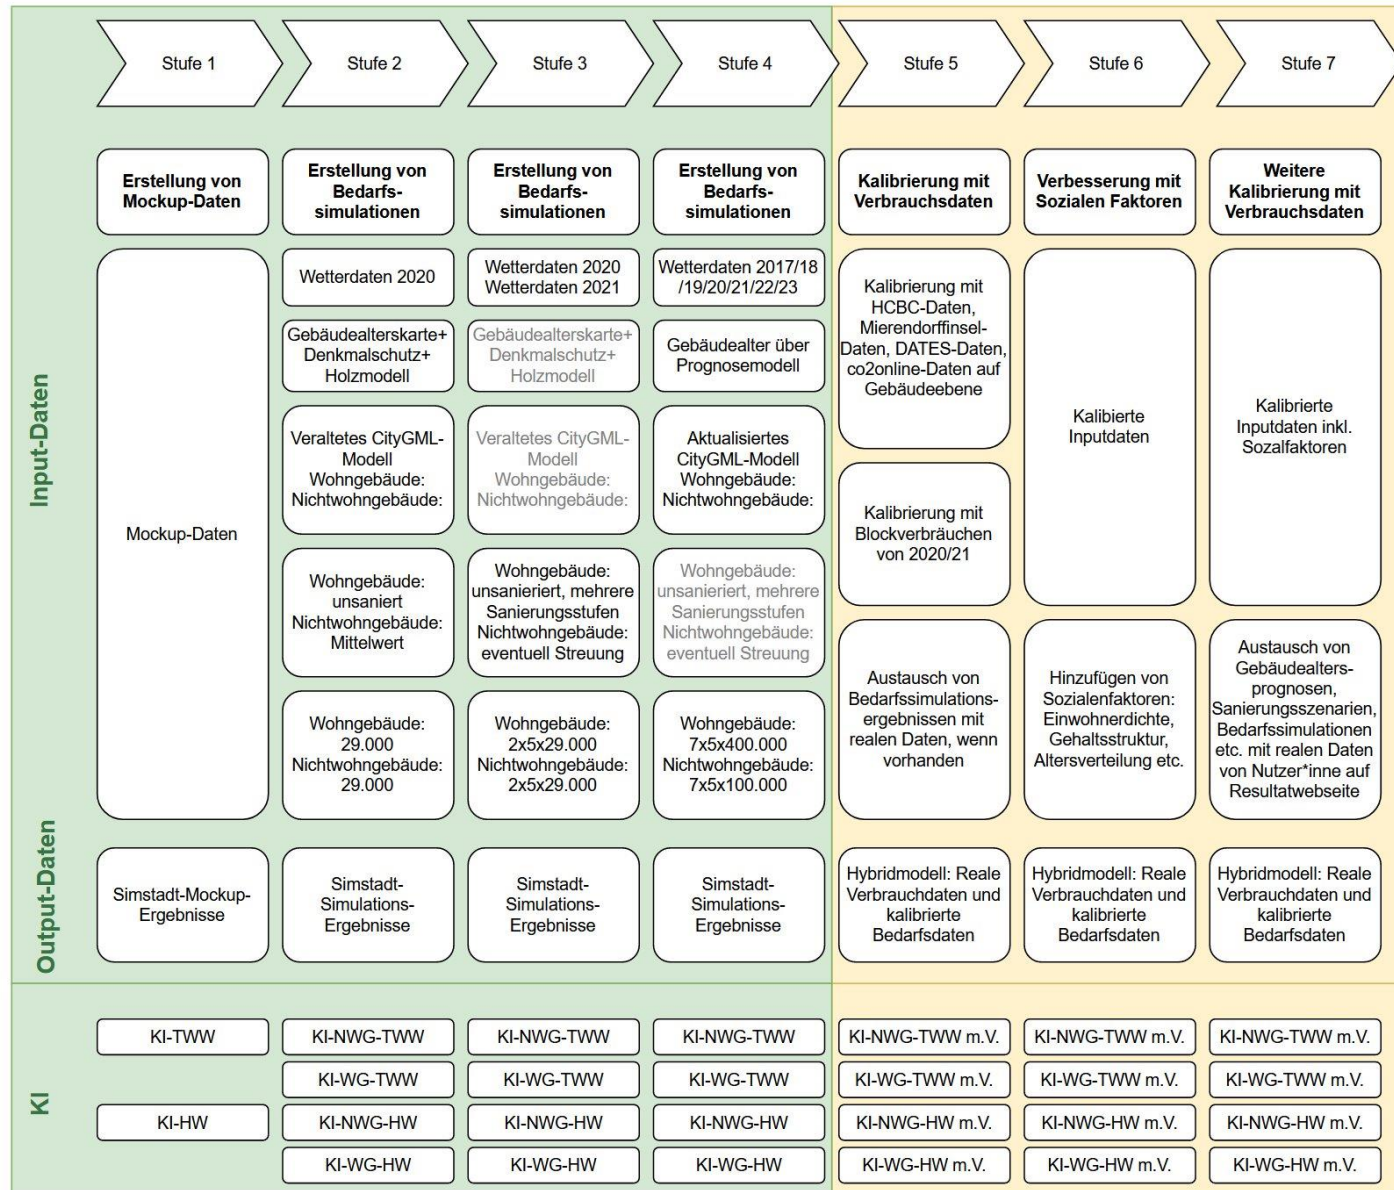 Stufe 1
Stufe 2
Stufe 3
Stufe 4
Stufe 5
Stufe 6
Stufe 7
Erstellung von
Mockup-Daten
Erstellung von
Bedarfs-
simulationen
Erstellung von
Bedarfs-
simulationen
Erstellung von
Bedarfs-
simulationen
Kalibrierung mit
Verbrauchsdaten
Verbesserung mit
Sozialen Faktoren
Weitere
Kalibrierung mit
Verbrauchsdaten
Input-Daten
Mockup-Daten
Wetterdaten 2020
Gebäudealterskarte+
Denkmalschutz+
Holzmodell
Veraltetes CityGML-
Modell
Wohngebäude:
Nichtwohngebäude:
Wohngebäude:
unsaniert
Nichtwohngebäude:
Mittelwert
Wohngebäude:
29.000
Nichtwohngebäude:
29.000
Wetterdaten 2020
Wetterdaten 2021
Gebäudealterskarte+
Denkmalschutz+
Holzmodell
Veraltetes CityGML-
Modell
Wohngebäude:
Nichtwohngebäude:
Wohngebäude:
unsanieriert, mehrere
Sanierungsstufen
Nichtwohngebäude:
eventuell Streuung
Wohngebäude:
2x5x29.000
Nichtwohngebäude:
2x5x29.000
Wetterdaten 2017/18
/19/20/21/22/23
Gebäudealter über
Prognosemodell
Aktualisiertes
CityGML-Modell
Wohngebäude:
Nichtwohngebäude:
Wohngebäude:
unsanieriert, mehrere
Sanierungsstufen
Nichtwohngebäude:
eventuell Streuung
Wohngebäude:
7x5x400.000
Nichtwohngebäude:
7x5x100.000
Kalibrierung mit
HCBC-Daten,
Mierendorffinsel-
Daten, DATES-Daten,
co2online-Daten auf
Gebäudeebene
Kalibrierung mit
Blockverbräuchen
von 2020/21
Austausch von
Bedarfssimulations-
ergebnissen mit
realen Daten, wenn
vorhanden
Kalibierte
Inputdaten
Hinzufügen von
Sozialenfaktoren:
Einwohnerdichte,
Gehaltsstruktur,
Altersverteilung etc.
Kalibrierte
Inputdaten inkl.
Sozalfaktoren
Austausch von
Gebäudealters-
prognosen,
Sanierungsszenarien,
Bedarfssimulationen
etc. mit realen Daten
von Nutzer*inne auf
Resultatwebseite
Output-Daten
Simstadt-Mockup-
Ergebnisse
Simstadt-
Simulations-
Ergebnisse
Simstadt-
Simulations-
Ergebnisse
Simstadt-
Simulations-
Ergebnisse
Hybridmodell: Reale
Verbrauchdaten und
kalibrierte
Bedarfsdaten
Hybridmodell: Reale
Verbrauchdaten und
kalibrierte
Bedarfsdaten
Hybridmodell: Reale
Verbrauchdaten und
kalibrierte
Bedarfsdaten
KI
KI-TWW
KI-NWG-TWW
KI-NWG-TWW
KI-NWG-TWW
KI-NWG-TWW m.V.
KI-NWG-TWW m.V.
KI-NWG-TWW m.V.
KI-WG-TWW
KI-WG-TWW
KI-WG-TWW
KI-WG-TWW m.V.
KI-WG-TWW m.V.
KI-WG-TWW m.V.
KI-HW
KI-NWG-HW
KI-NWG-HW
KI-NWG-HW
KI-NWG-HW m.V.
KI-NWG-HW m.V.
KI-NWG-HW m.V.
KI-WG-HW
KI-WG-HW
KI-WG-HW
KI-WG-HW m.V.
KI-WG-HW m.V.
KI-WG-HW m.V.